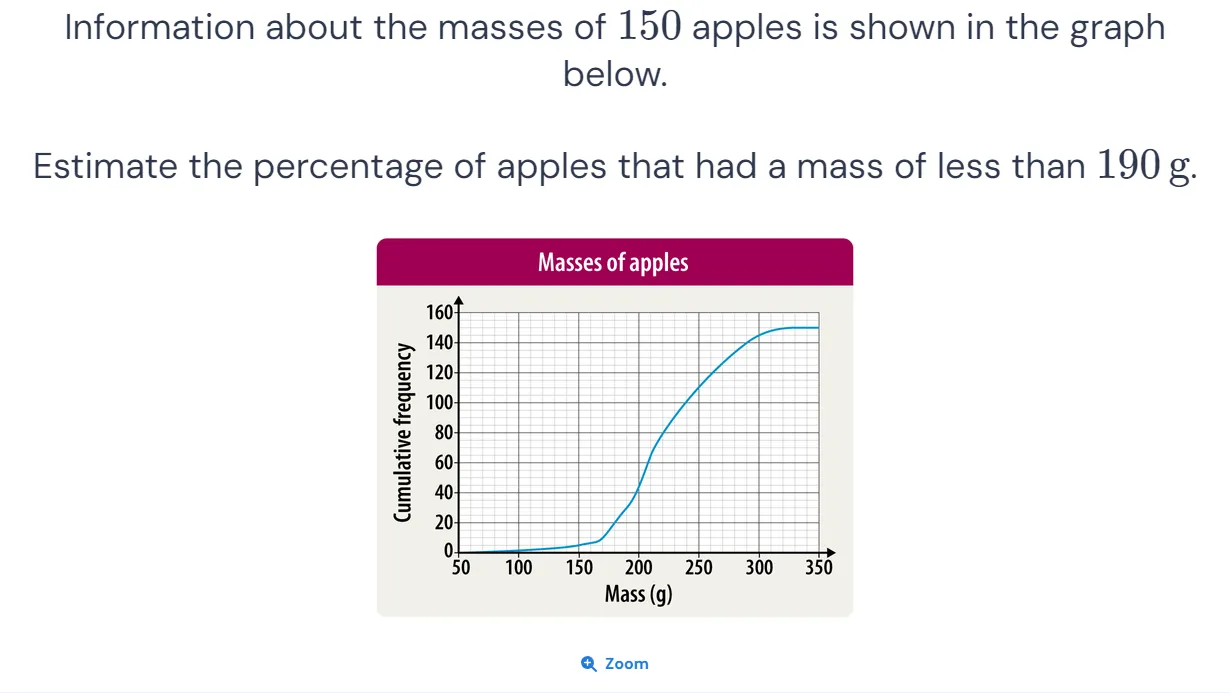 Information about the masses of 150 apples is shown in the graph
below.
Estimate the percentage of apples that had a mass of less than 190 g.
Masses of apples
Cumulative frequency
160
140
120
100
80
60
40
20
0
50 100 150 200 250 300 350
Mass (g)
Zoom